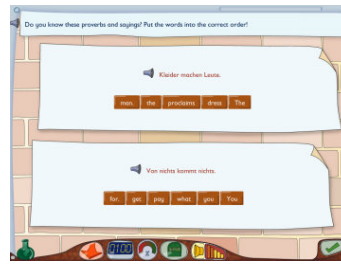 Do you know these proverbs and sayings? Put the words into the correct order!
Kleider machen Leute.
man. the proclaims dress The
Von nichts kommt nichts.
for. get pay what you You
0100